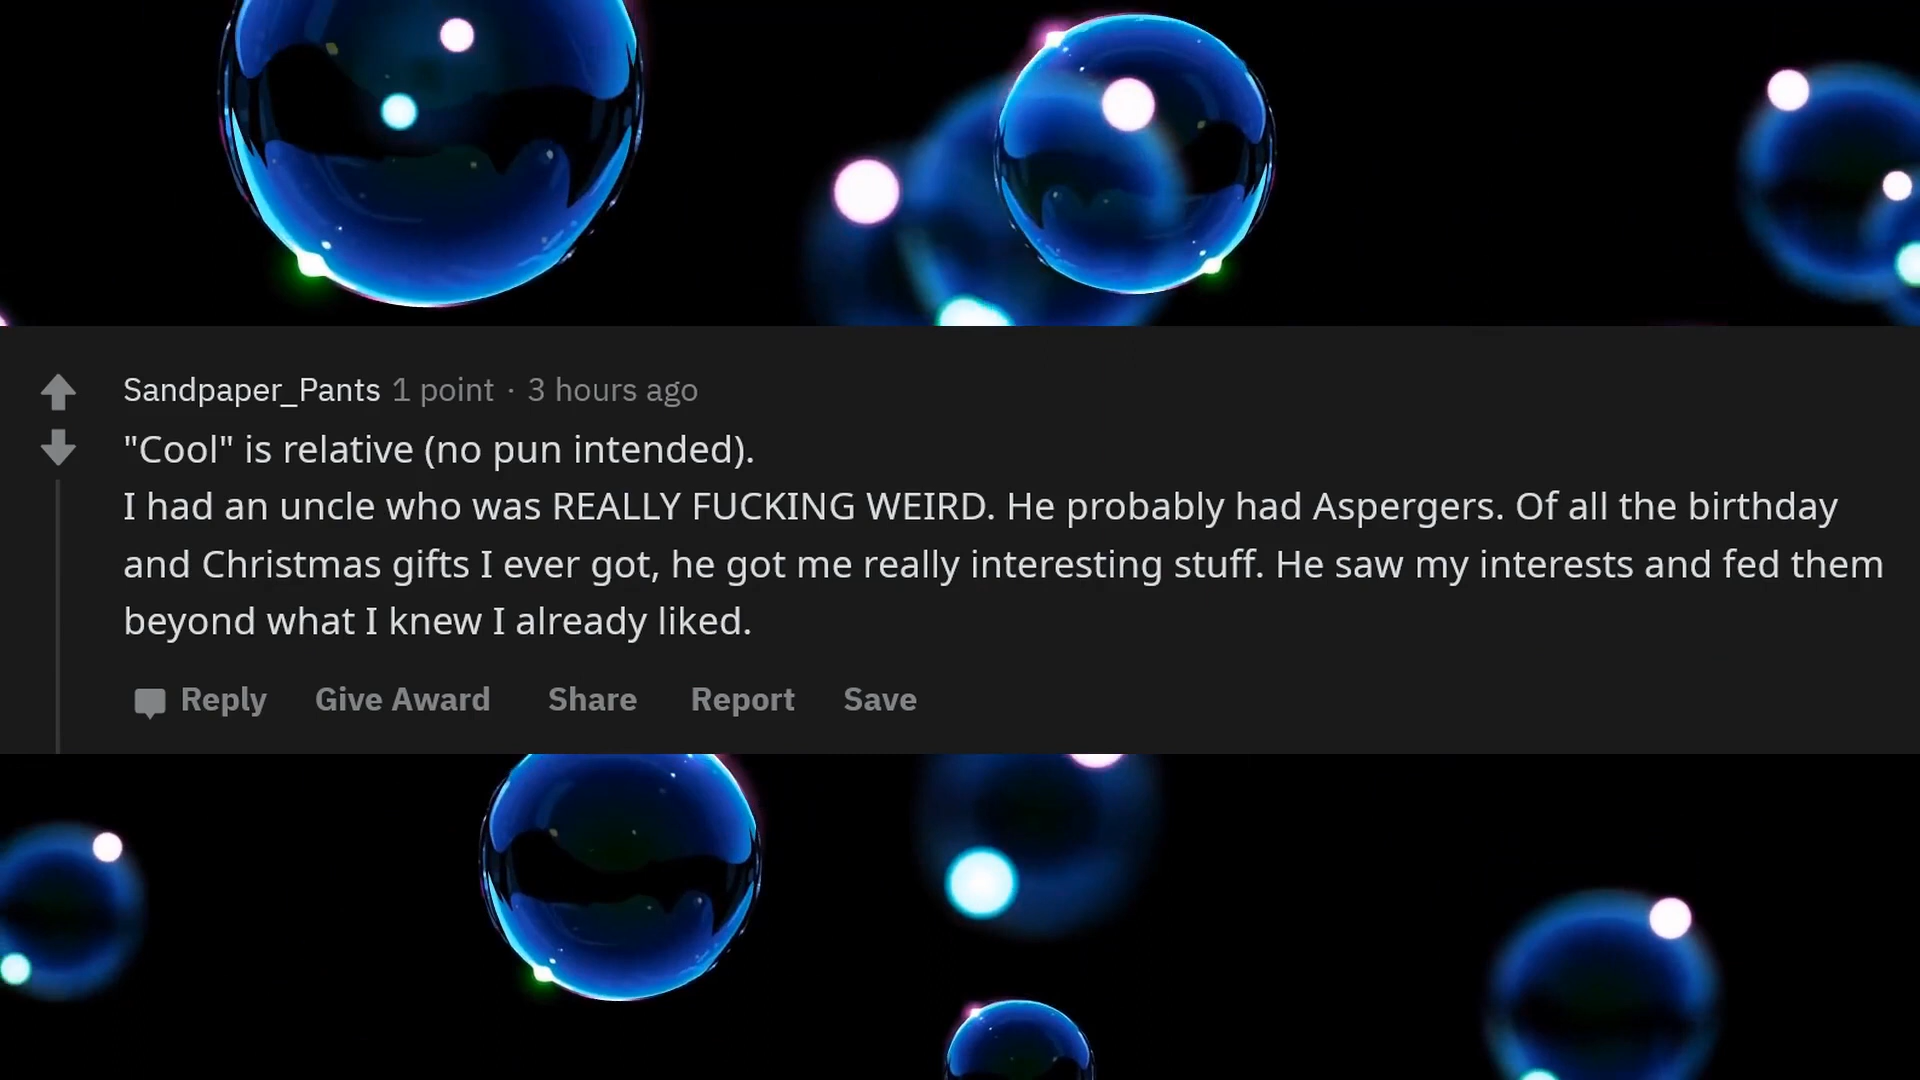 Sandpaper_Pants 1 point · 3 hours ago
"Cool" is relative (no pun intended).
I had an uncle who was REALLY FUCKING WEIRD. He probably had Aspergers. Of all the birthday
and Christmas gifts I ever got, he got me really interesting stuff. He saw my interests and fed them
beyond what I knew I already liked.
Reply Give Award Share Report Save